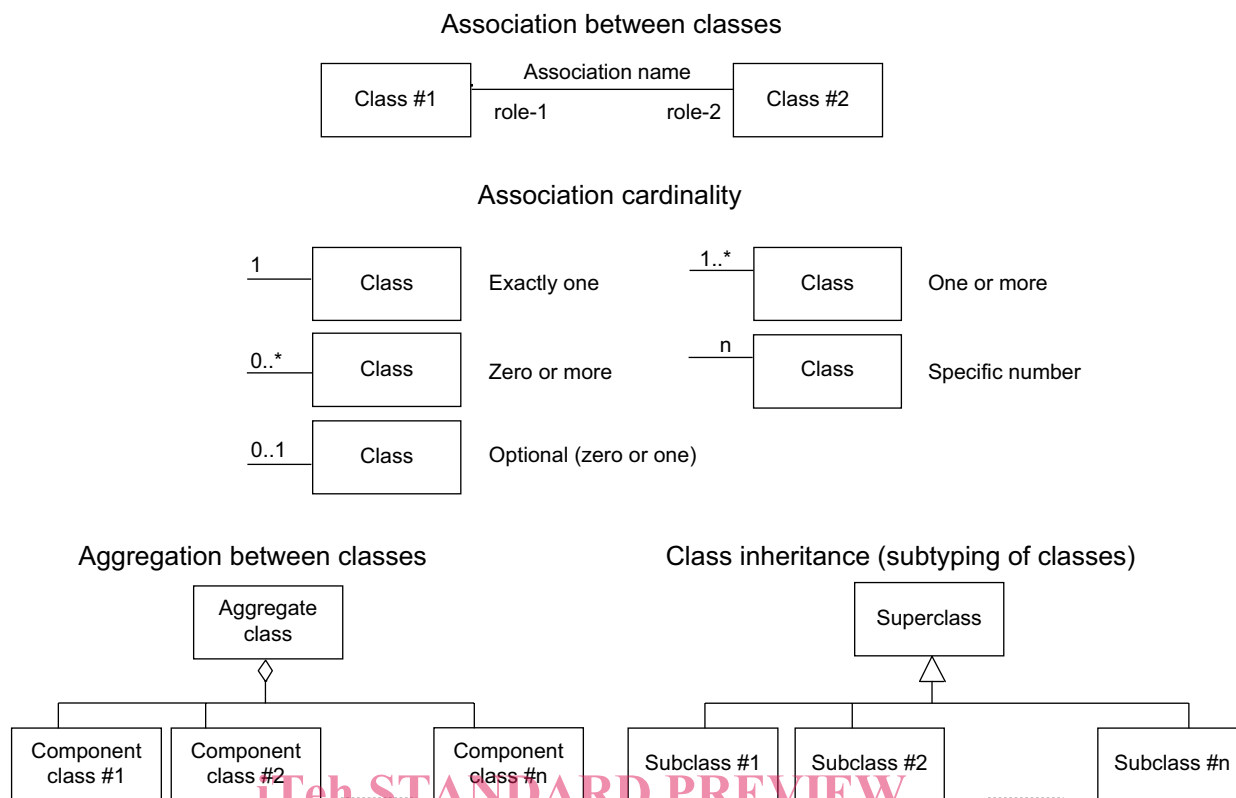 Association between classes
Class #1
Association name
role-1
role-2
Class #2
Association cardinality
1
Class
Exactly one
1..*
Class
One or more
0..*
Class
Zero or more
n
Class
Specific number
0..1
Class
Optional (zero or one)
Aggregation between classes
Aggregate
class
Component
class #1
Component
class #2
Component
class #n
Class inheritance (subtyping of classes)
Superclass
Subclass #1
Subclass #2
Subclass #n
iTeh STANDARD PREVIEW